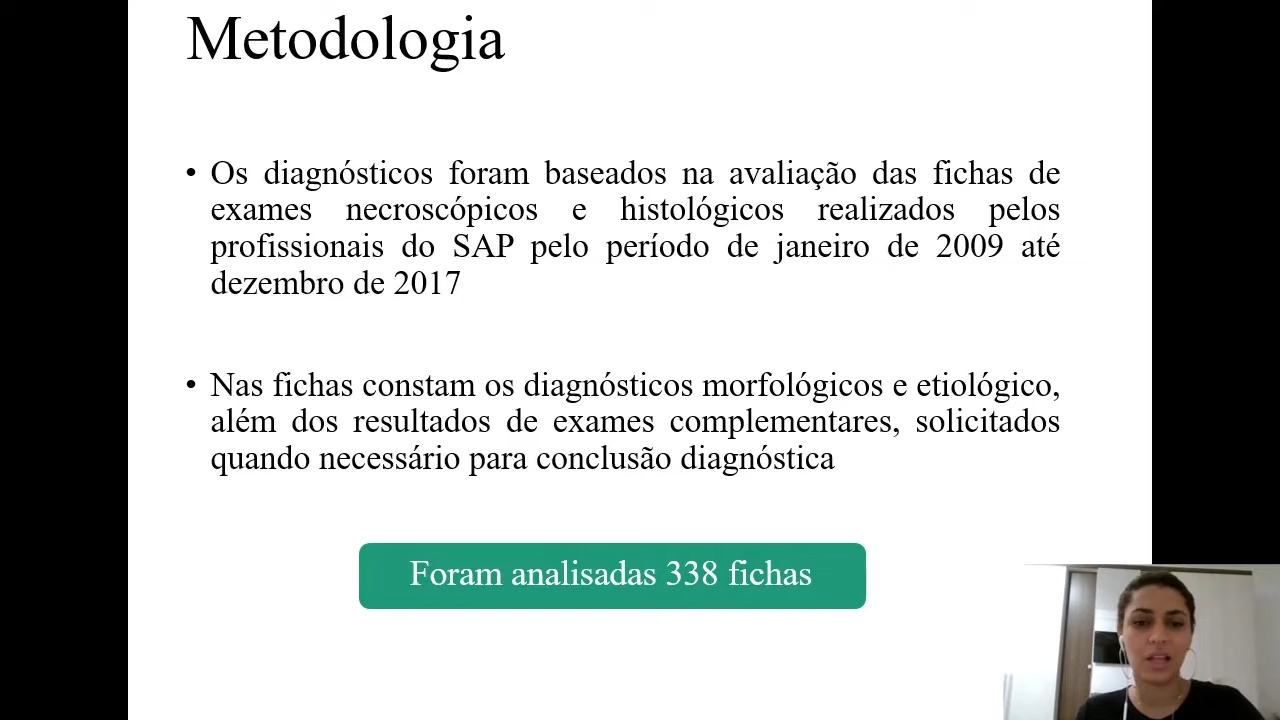 Metodologia
• Os diagnósticos foram baseados na avaliação das fichas de
exames necroscópicos e histológicos realizados pelos
profissionais do SAP pelo período de janeiro de 2009 até
dezembro de 2017
• Nas fichas constam os diagnósticos morfológicos e etiológico,
além dos resultados de exames complementares, solicitados
quando necessário para conclusão diagnóstica
Foram analisadas 338 fichas